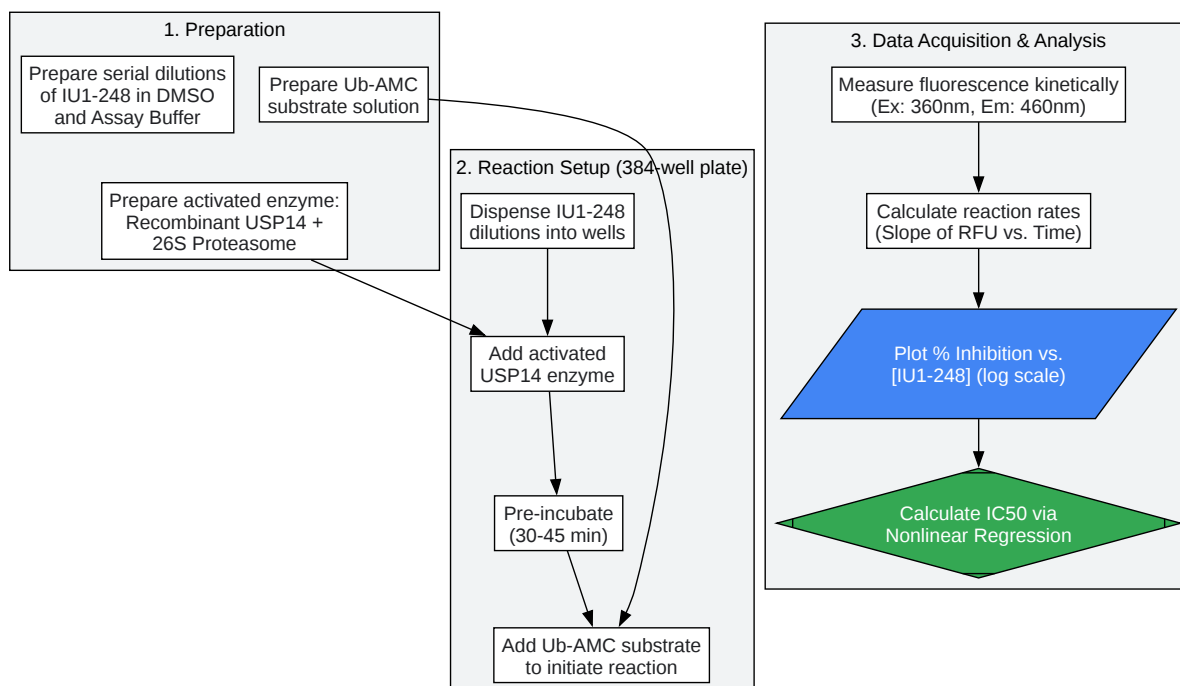 1. Preparation
Prepare serial dilutions
of IU1-248 in DMSO
and Assay Buffer
Prepare Ub-AMC
substrate solution
Prepare activated enzyme:
Recombinant USP14 +
26S Proteasome
2. Reaction Setup (384-well plate)
Dispense IU1-248
dilutions into wells
Add activated
USP14 enzyme
Pre-incubate
(30-45 min)
Add Ub-AMC substrate
to initiate reaction
3. Data Acquisition & Analysis
Measure fluorescence kinetically
(Ex: 360nm, Em: 460nm)
Calculate reaction rates
(Slope of RFU vs. Time)
Plot % Inhibition vs.
[IU1-248] (log scale)
Calculate IC50 via
Nonlinear Regression